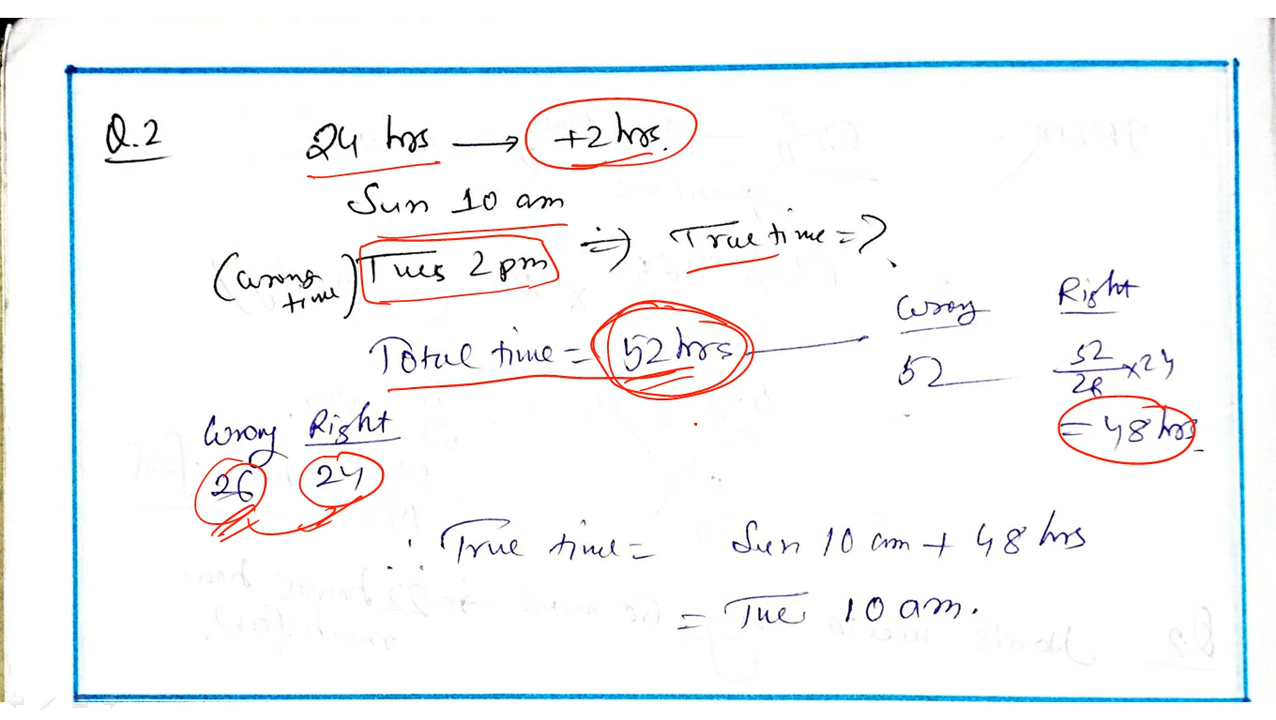 Q.2 24 hrs → +2 hrs.
Sun 10 am
(wrong time) Tues 2 pm ⇒ True time = ?
Total time = 52 hrs
Wrong Right
52 52/26 × 24
= 48 hrs
Wrong Right
26 24
∴ True time = Sun 10 am + 48 hrs
= Tue 10 am.